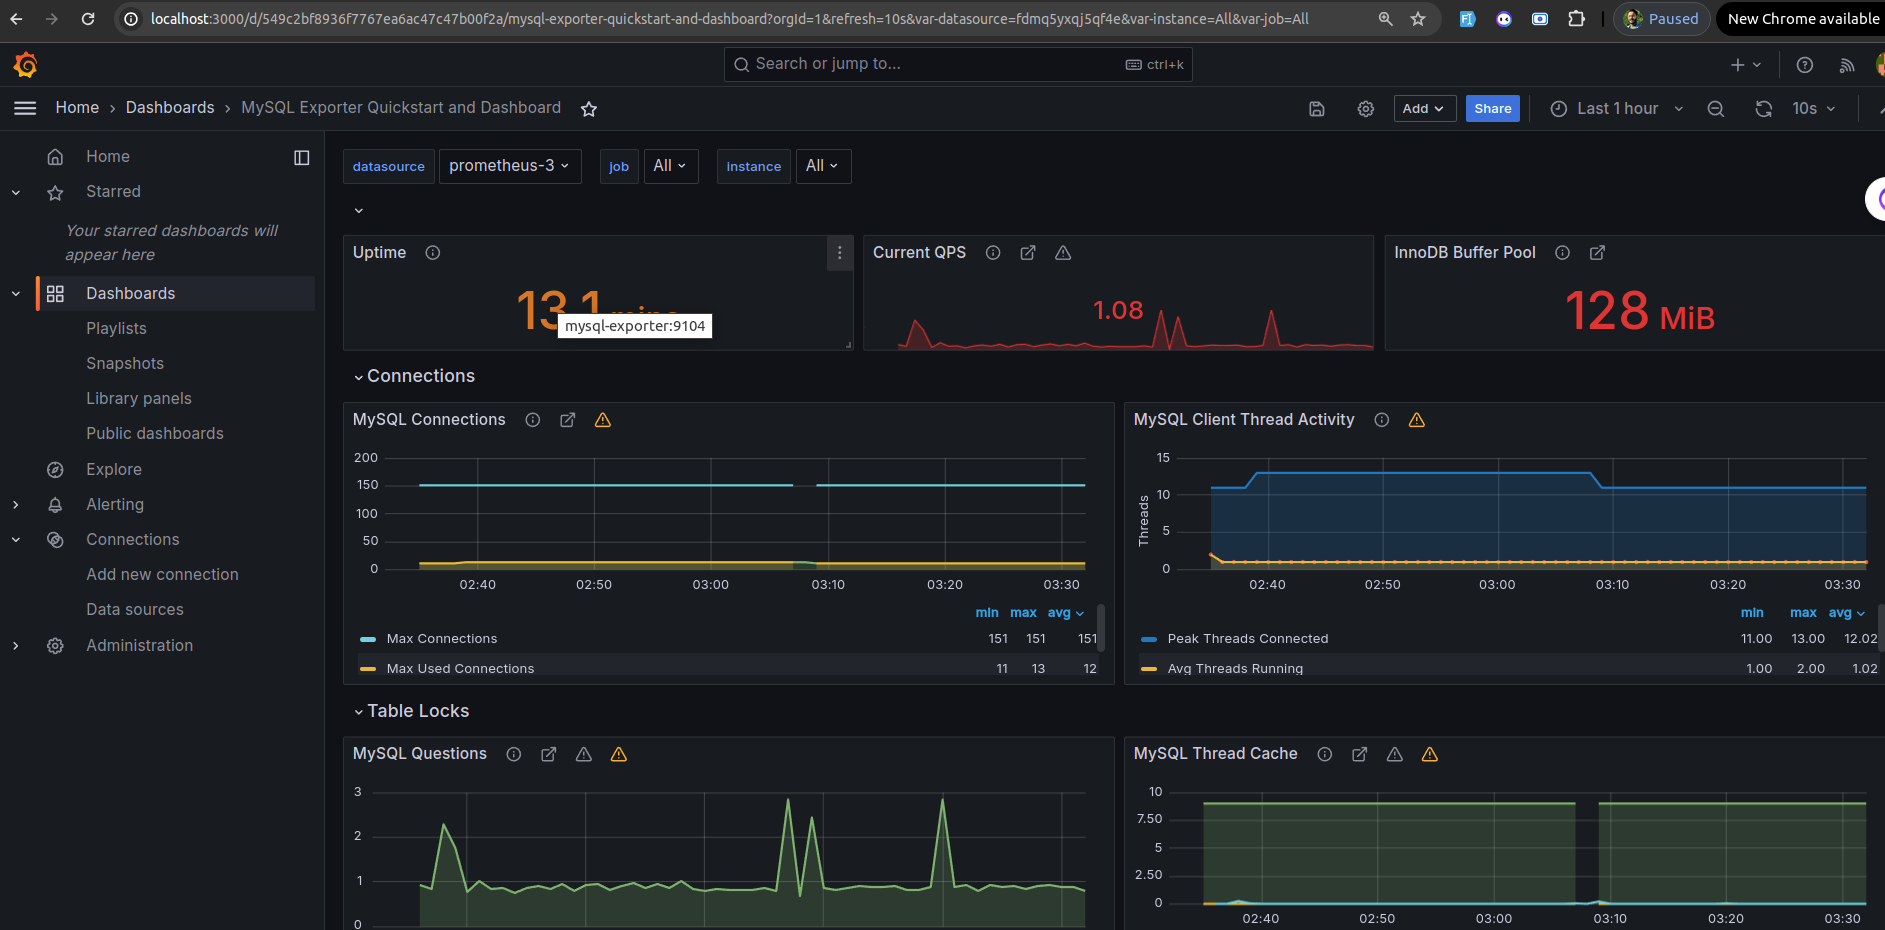 localhost:3000/d/549c2bf8936f7767ea6ac47c47b00f2a/mysql-exporter-quickstart-and-dashboard?orgId=1&refresh=10s&var-datasource=fdmq5yxqj5qf4e&var-instance=All&var-job=All
Paused
New Chrome available
Search or jump to...
ctrl+k
Home › Dashboards › MySQL Exporter Quickstart and Dashboard
Add
Share
Last 1 hour
10s
Home
Starred
Your starred dashboards will
appear here
Dashboards
Playlists
Snapshots
Library panels
Public dashboards
Explore
Alerting
Connections
Add new connection
Data sources
Administration
datasource prometheus-3 job All instance All
Uptime
13.1
mysql-exporter:9104
Current QPS
1.08
InnoDB Buffer Pool
128 MiB
Connections
MySQL Connections
200
150
100
50
0
02:40 02:50 03:00 03:10 03:20 03:30
min max avg
Max Connections 151 151 151
Max Used Connections 11 13 12
MySQL Client Thread Activity
Threads
15
10
5
0
02:40 02:50 03:00 03:10 03:20 03:30
min max avg
Peak Threads Connected 11.00 13.00 12.02
Avg Threads Running 1.00 2.00 1.02
Table Locks
MySQL Questions
3
2
1
0
MySQL Thread Cache
10
7.50
5
2.50
0
02:40 02:50 03:00 03:10 03:20 03:30